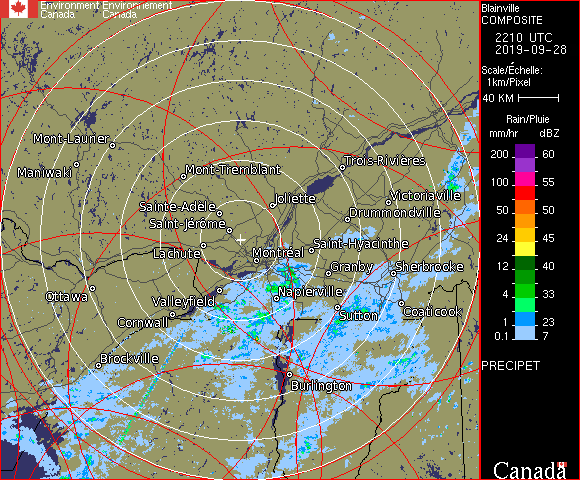 Environment Environnement
Canada Canada
Blainville
COMPOSITE
2210 UTC
2019-09-28
Scale/Échelle:
1km/Pixel
40 KM
Rain/Pluie
mm/hr dBZ
200 60
100 55
50 50
24 45
12 40
4 33
1 23
0.1 7
PRECIPET
Canada
Mont-Laurier
Maniwaki
Mont-Tremblant
Trois-Rivières
Joliette
Victoriaville
Sainte-Adele
Drummondville
Saint-Jérôme
Saint-Hyacinthe
Lachute
Montréal
Granby
Sherbrooke
Ottawa
Valleyfield
Napierville
Coaticook
Cornwall
Sutton
Brockville
Burlington